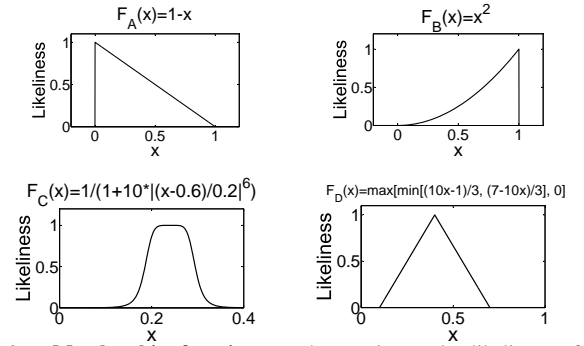 F_A(x)=1-x
Likeliness
1
0.5
0
0
0.5
1
x
F_B(x)=x^2
Likeliness
1
0.5
0
0
0.5
1
x
F_C(x)=1/(1+10*|(x-0.6)/0.2|^6)
Likeliness
1
0.5
0
0
0.2
0.4
x
F_D(x)=max[min[(10x-1)/3, (7-10x)/3], 0]
Likeliness
1
0.5
0
0
0.5
1
x